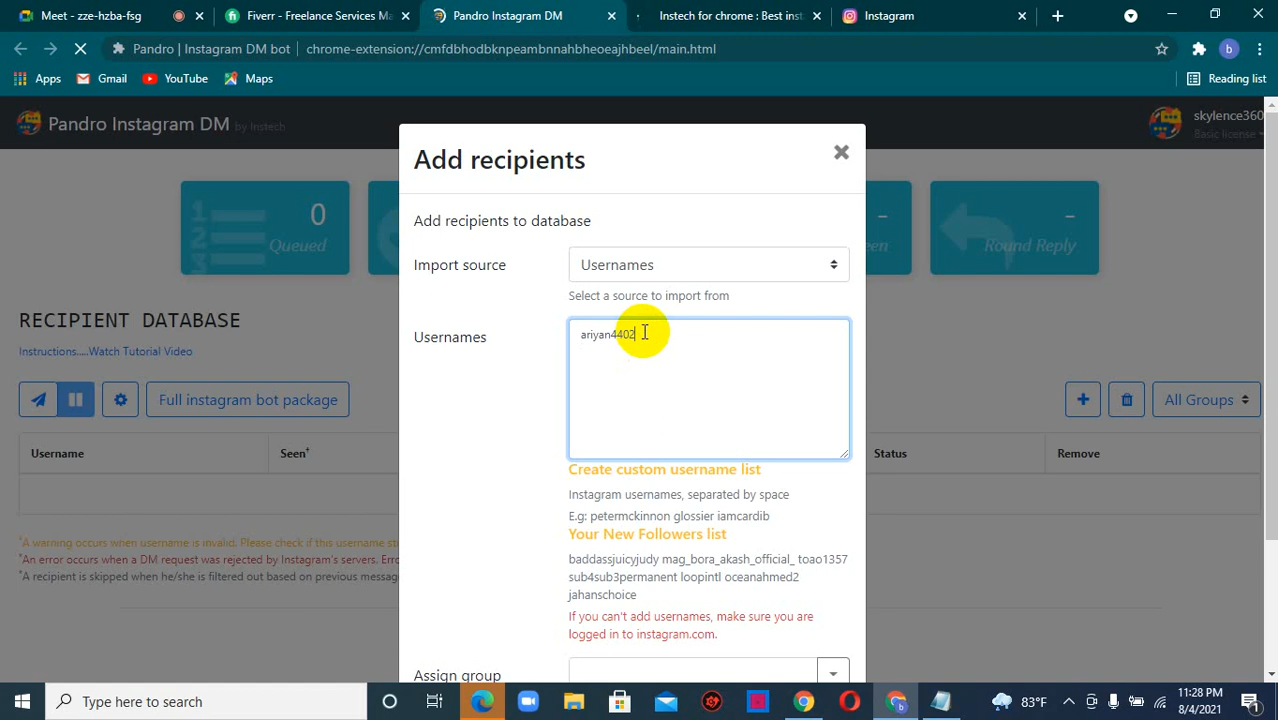 Meet - zze-hzba-fsg
Fiverr - Freelance Services Ma
Pandro | Instagram DM bot
Instech for chrome : Best inst
Instagram
Pandro | Instagram DM bot
chrome-extension://cmfdbhodbknpeambnnahbheoeajhbeel/main.html
b
Apps
Gmail
YouTube
Maps
Reading list
Pandro Instagram DM by Instech
skylence360
Basic license
Add recipients
0
Queued
-
-
Round Reply
Add recipients to database
Import source
Usernames
Select a source to import from
RECIPIENT DATABASE
Instructions.....Watch Tutorial Video
Usernames
ariyan4402
Full instagram bot package
All Groups
Username
Seen
Status
Remove
Create custom username list
Instagram usernames, separated by space
E.g: petermckinnon glossier iamcardib
Your New Followers list
*A warning occurs when username is invalid. Please check if this username
*An error occurs when a DM request was rejected by Instagram's servers.
*A recipient is skipped when he/she is filtered out based on previous
baddassjuicyjudy mag_bora_akash_official_ toao1357
sub4sub3permanent loopintl oceanahmed2
jahanschoice
If you can't add usernames, make sure you are
logged in to instagram.com.
Assign group
Type here to search
83°F
11:28 PM
8/4/2021
1